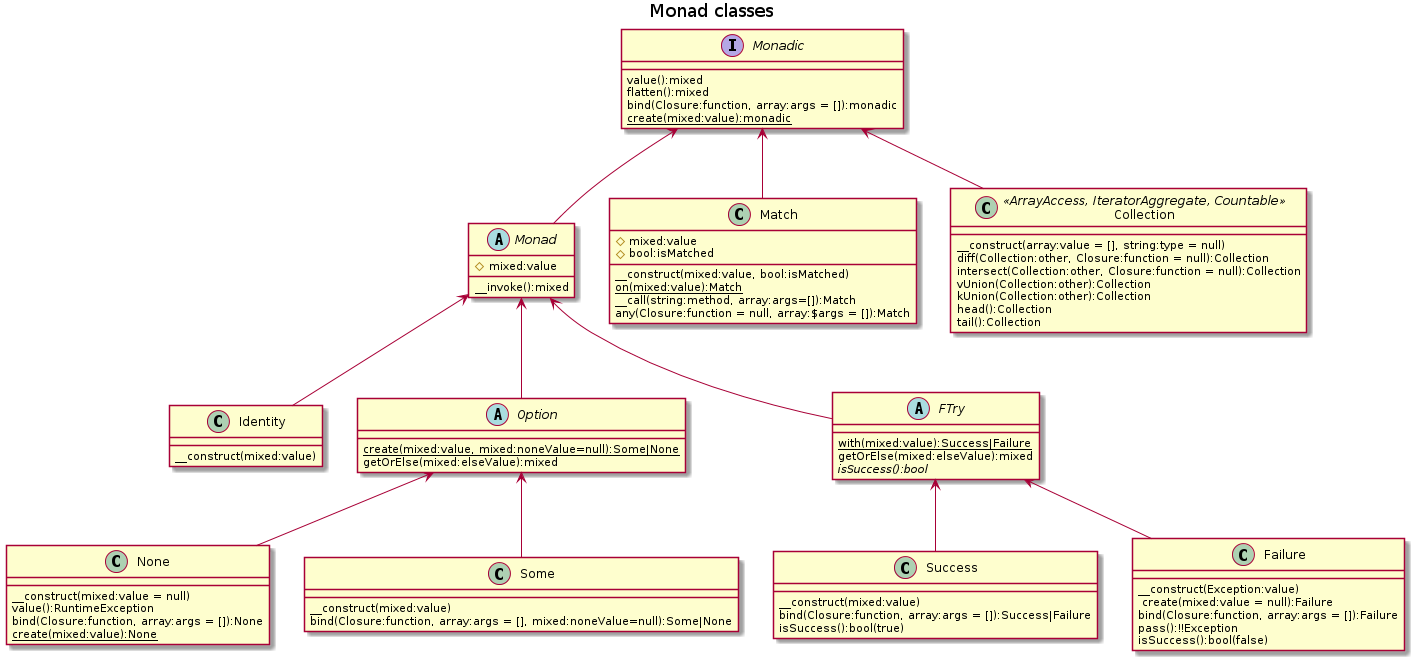 Monad classes
I Monadic
value():mixed
flatten():mixed
bind(Closure:function, array:args = []):monadic
create(mixed:value):monadic
A Monad
mixed:value
__invoke():mixed
C Match
mixed:value
bool:isMatched
__construct(mixed:value, bool:isMatched)
on(mixed:value):Match
__call(string:method, array:args=[]):Match
any(Closure:function = null, array:$args = []):Match
«ArrayAccess, IteratorAggregate, Countable»
C Collection
__construct(array:value = [], string:type = null)
diff(Collection:other, Closure:function = null):Collection
intersect(Collection:other, Closure:function = null):Collection
vUnion(Collection:other):Collection
kUnion(Collection:other):Collection
head():Collection
tail():Collection
C Identity
__construct(mixed:value)
A Option
create(mixed:value, mixed:noneValue=null):Some|None
getOrElse(mixed:elseValue):mixed
A FTry
with(mixed:value):Success|Failure
getOrElse(mixed:elseValue):mixed
isSuccess():bool
C None
__construct(mixed:value = null)
value():RuntimeException
bind(Closure:function, array:args = []):None
create(mixed:value):None
C Some
__construct(mixed:value)
bind(Closure:function, array:args = [], mixed:noneValue=null):Some|None
C Success
__construct(mixed:value)
bind(Closure:function, array:args = []):Success|Failure
isSuccess():bool(true)
C Failure
__construct(Exception:value)
create(mixed:value = null):Failure
bind(Closure:function, array:args = []):Failure
pass():!!Exception
isSuccess():bool(false)